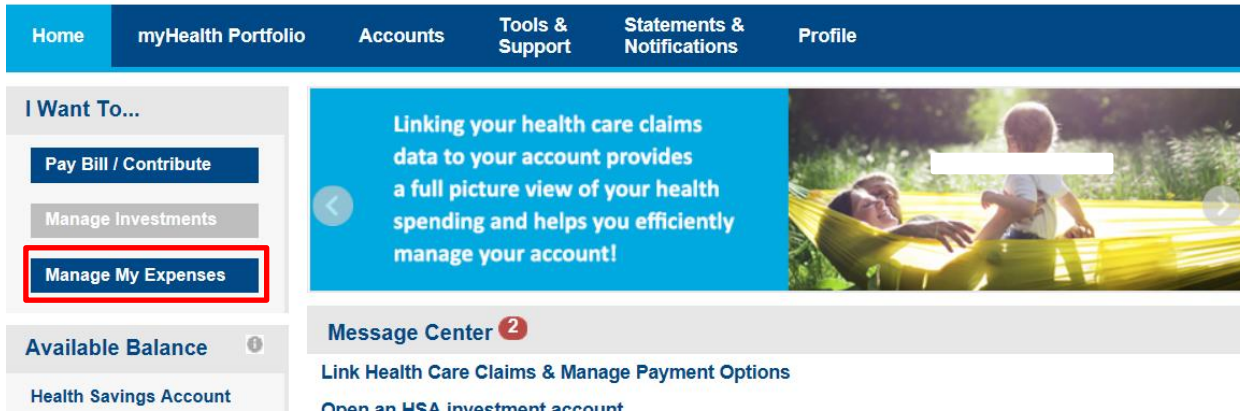 Home
myHealth Portfolio
Accounts
Tools &
Support
Statements &
Notifications
Profile
I Want To...
Pay Bill / Contribute
Manage Investments
Manage My Expenses
Linking your health care claims
data to your account provides
a full picture view of your health
spending and helps you efficiently
manage your account!
Available Balance
Health Savings Account
Message Center 2
Link Health Care Claims & Manage Payment Options
Open an HSA investment account